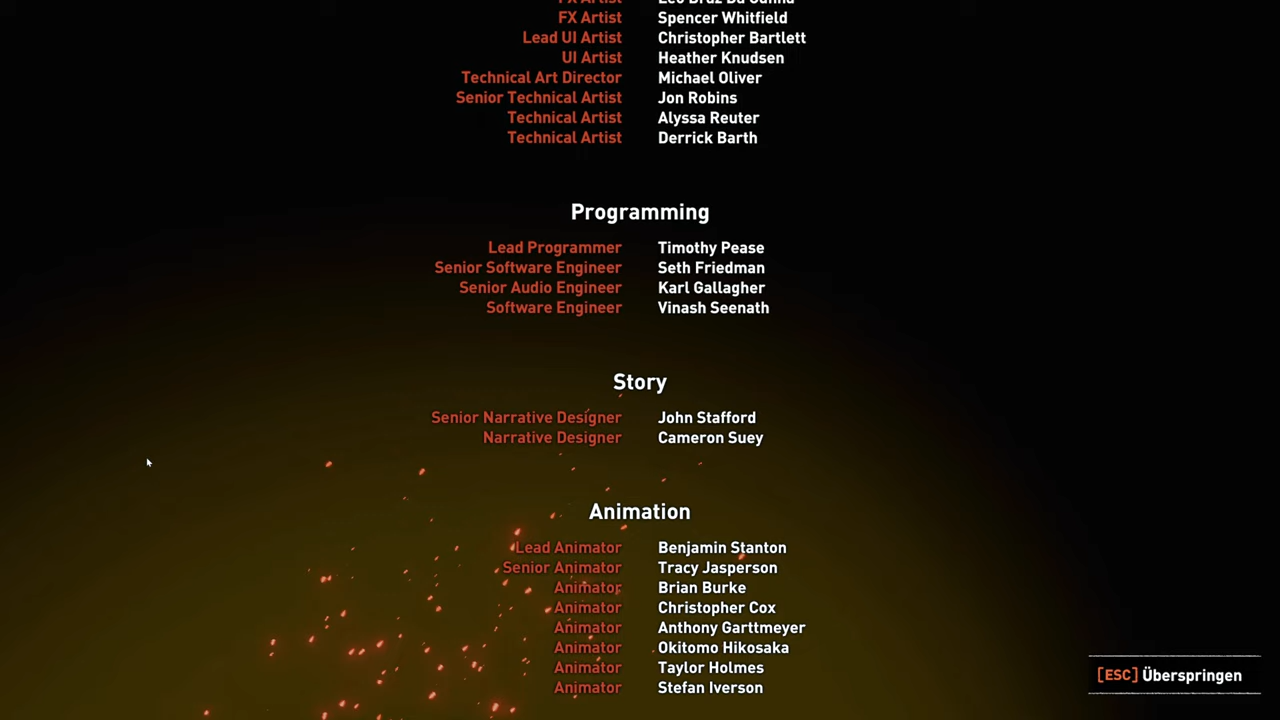 FX Artist Spencer Whitfield
Lead UI Artist Christopher Bartlett
UI Artist Heather Knudsen
Technical Art Director Michael Oliver
Senior Technical Artist Jon Robins
Technical Artist Alyssa Reuter
Technical Artist Derrick Barth
Programming
Lead Programmer Timothy Pease
Senior Software Engineer Seth Friedman
Senior Audio Engineer Karl Gallagher
Software Engineer Vinash Seenath
Story
Senior Narrative Designer John Stafford
Narrative Designer Cameron Suey
Animation
Lead Animator Benjamin Stanton
Senior Animator Tracy Jasperson
Animator Brian Burke
Animator Christopher Cox
Animator Anthony Garttmeyer
Animator Okitomo Hikosaka
Animator Taylor Holmes
Animator Stefan Iverson
[ESC] Überspringen